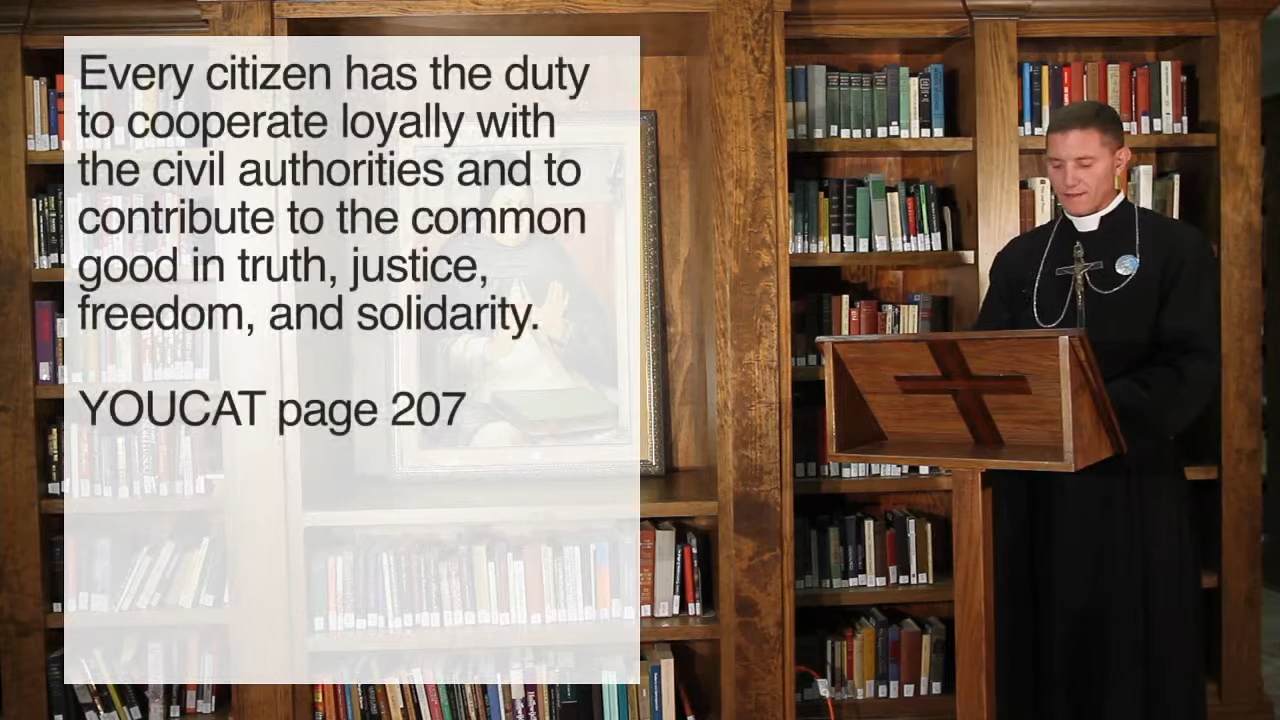 Every citizen has the duty
to cooperate loyally with
the civil authorities and to
contribute to the common
good in truth, justice,
freedom, and solidarity.
YOUCAT page 207